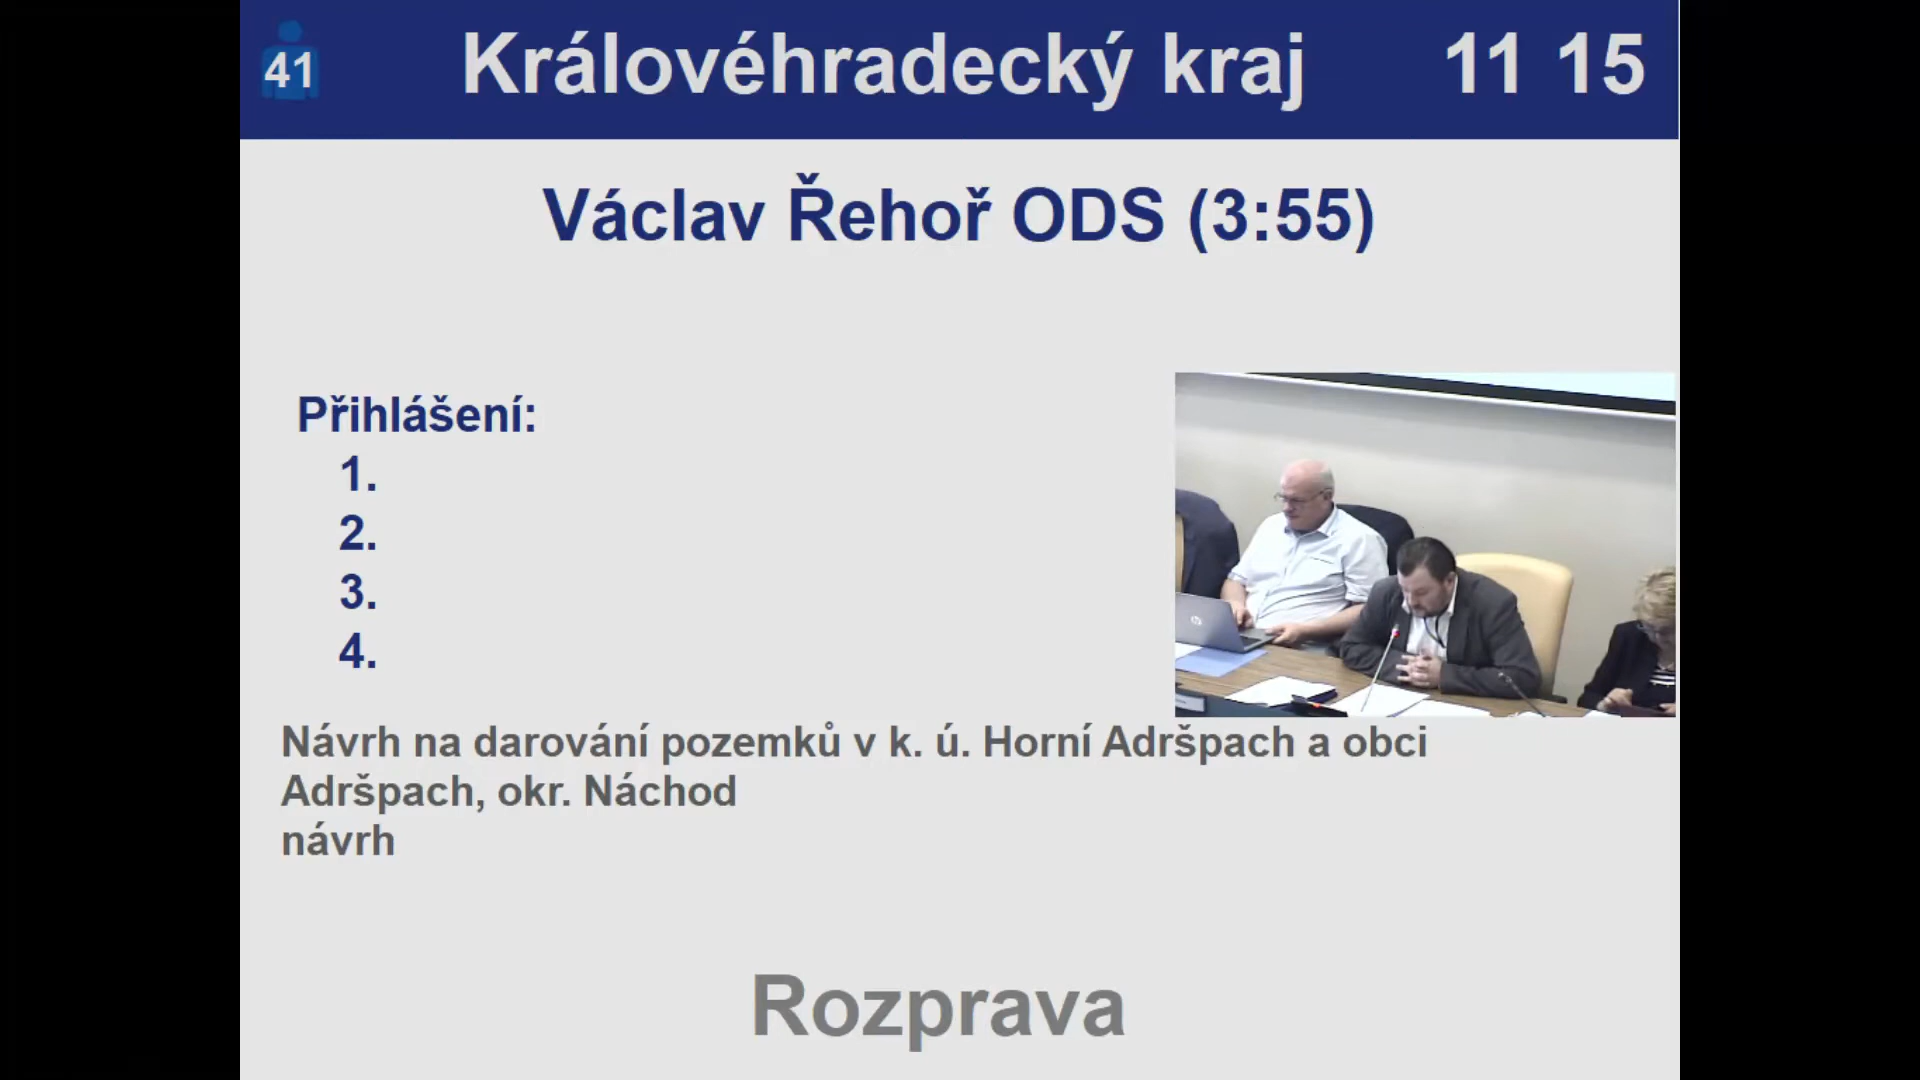 41
Královéhradecký kraj
11 15
Václav Řehoř ODS (3:55)
Přihlášení:
1.
2.
3.
4.
Návrh na darování pozemků v k. ú. Horní Adršpach a obci
Adršpach, okr. Náchod
návrh
Rozprava